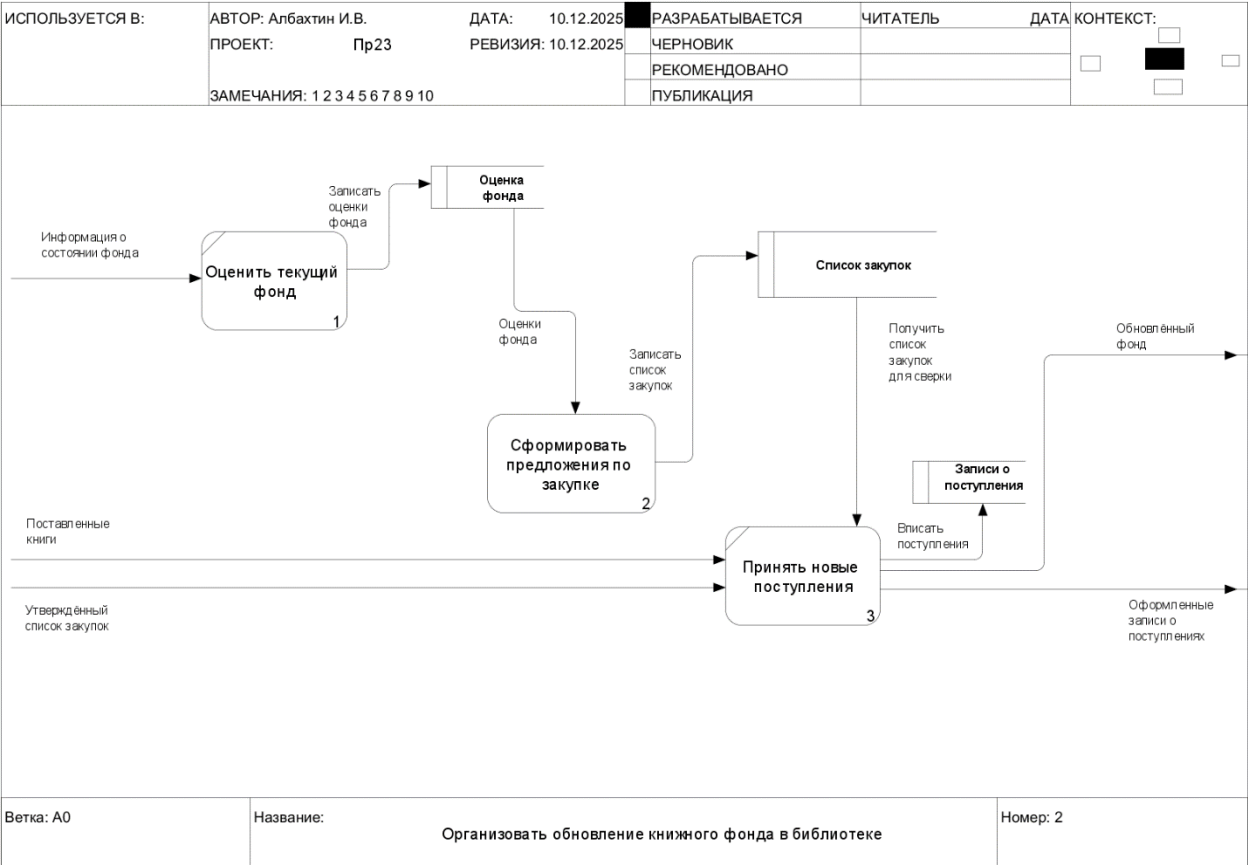 ИСПОЛЬЗУЕТСЯ В:
АВТОР: Албахтин И.В.
ДАТА: 10.12.2025
РАЗРАБАТЫВАЕТСЯ
ЧИТАТЕЛЬ
ДАТА
КОНТЕКСТ:
ПРОЕКТ: Пр23
РЕВИЗИЯ: 10.12.2025
ЧЕРНОВИК
РЕКОМЕНДОВАНО
ЗАМЕЧАНИЯ: 1 2 3 4 5 6 7 8 9 10
ПУБЛИКАЦИЯ
Информация о
состоянии фонда
Оценить текущий
фонд
1
Записать
оценки
фонда
Оценка
фонда
Оценки
фонда
Сформировать
предложения по
закупке
2
Записать
список
закупок
Список закупок
Получить
список
закупок
для сверки
Обновлённый
фонд
Записи о
поступления
Вписать
поступления
Поставленные
книги
Принять новые
поступления
3
Утверждённый
список закупок
Оформленные
записи о
поступлениях
Ветка: A0
Название:
Организовать обновление книжного фонда в библиотеке
Номер: 2